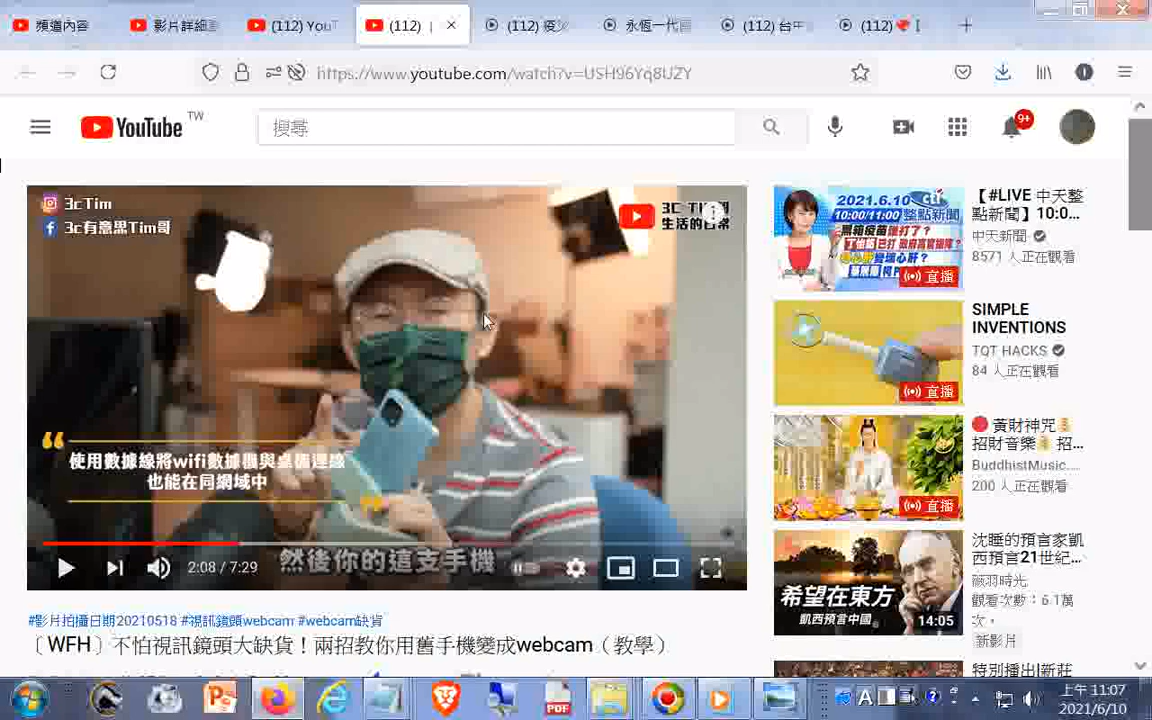 頻道內容
影片詳細
(112) YouT
(112)
(112) 疫
永恆一代
(112) 台中
(112)
https://www.youtube.com/watch?v=USH96Yq8UZY
YouTube TW
搜尋
9+
3cTim
3c有意思Tim哥
生活的日常
使用數據線將wifi數據機與桌機連線
也能在同網域中
然後你的這支手機
2:08 / 7:29
#影片拍攝日期20210518 #視訊鏡頭webcam #webcam缺貨
〔WFH〕不怕視訊鏡頭大缺貨！兩招教你用舊手機變成webcam（教學）
2021.6.10
10:00/11:00 整點新聞
直播
【#LIVE 中天整
點新聞】10:0...
中天新聞
8571 人正在觀看
直播
SIMPLE
INVENTIONS
TQT HACKS
84 人正在觀看
直播
黃財神咒
招財音樂 招...
BuddhistMusic....
200 人正在觀看
希望在東方
凱西預言中國
14:05
沈睡的預言家凱
西預言21世紀...
薇羽時光
觀看次數：6.1萬
次・
新影片
特別播出!新莊
上午 11:07
2021/6/10